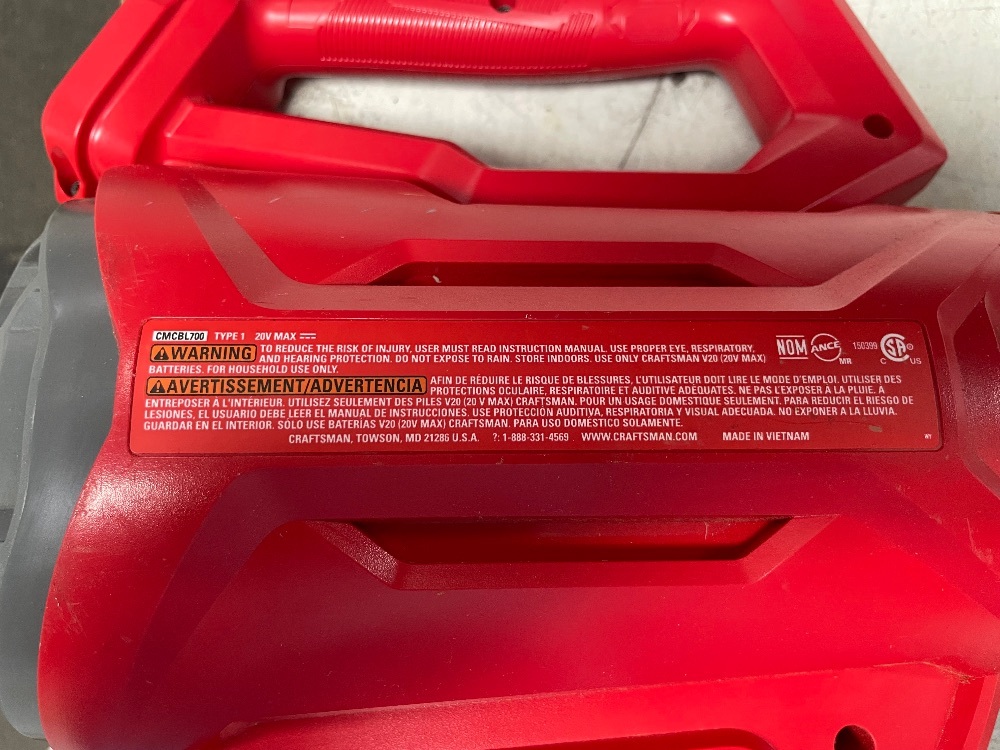 CMCBL700 TYPE 1 20V MAX
WARNING TO REDUCE THE RISK OF INJURY, USER MUST READ INSTRUCTION MANUAL. USE PROPER EYE, RESPIRATORY,
AND HEARING PROTECTION. DO NOT EXPOSE TO RAIN. STORE INDOORS. USE ONLY CRAFTSMAN V20 (20V MAX)
BATTERIES. FOR HOUSEHOLD USE ONLY.
NOM ANCE MR 150399 SA C US
AVERTISSEMENT/ADVERTENCIA AFIN DE RÉDUIRE LE RISQUE DE BLESSURES, L'UTILISATEUR DOIT LIRE LE MODE D'EMPLOI. UTILISER DES
PROTECTIONS OCULAIRE, RESPIRATOIRE ET AUDITIVE ADÉQUATES. NE PAS L'EXPOSER A LA PLUIE. À
ENTREPOSER À L'INTÉRIEUR. UTILISEZ SEULEMENT DES PILES V20 (20 V MAX) CRAFTSMAN. POUR UN USAGE DOMESTIQUE SEULEMENT. PARA REDUCIR EL RIESGO DE
LESIONES, EL USUARIO DEBE LEER EL MANUAL DE INSTRUCCIONES. USE PROTECCIÓN AUDITIVA, RESPIRATORIA Y VISUAL ADECUADA. NO EXPONER A LA LLUVIA.
GUARDAR EN EL INTERIOR. SÓLO USE BATERÍAS V20 (20V MAX) CRAFTSMAN. PARA USO DOMÉSTICO SOLAMENTE.
CRAFTSMAN, TOWSON, MD 21286 U.S.A. ?: 1-888-331-4569 WWW.CRAFTSMAN.COM MADE IN VIETNAM